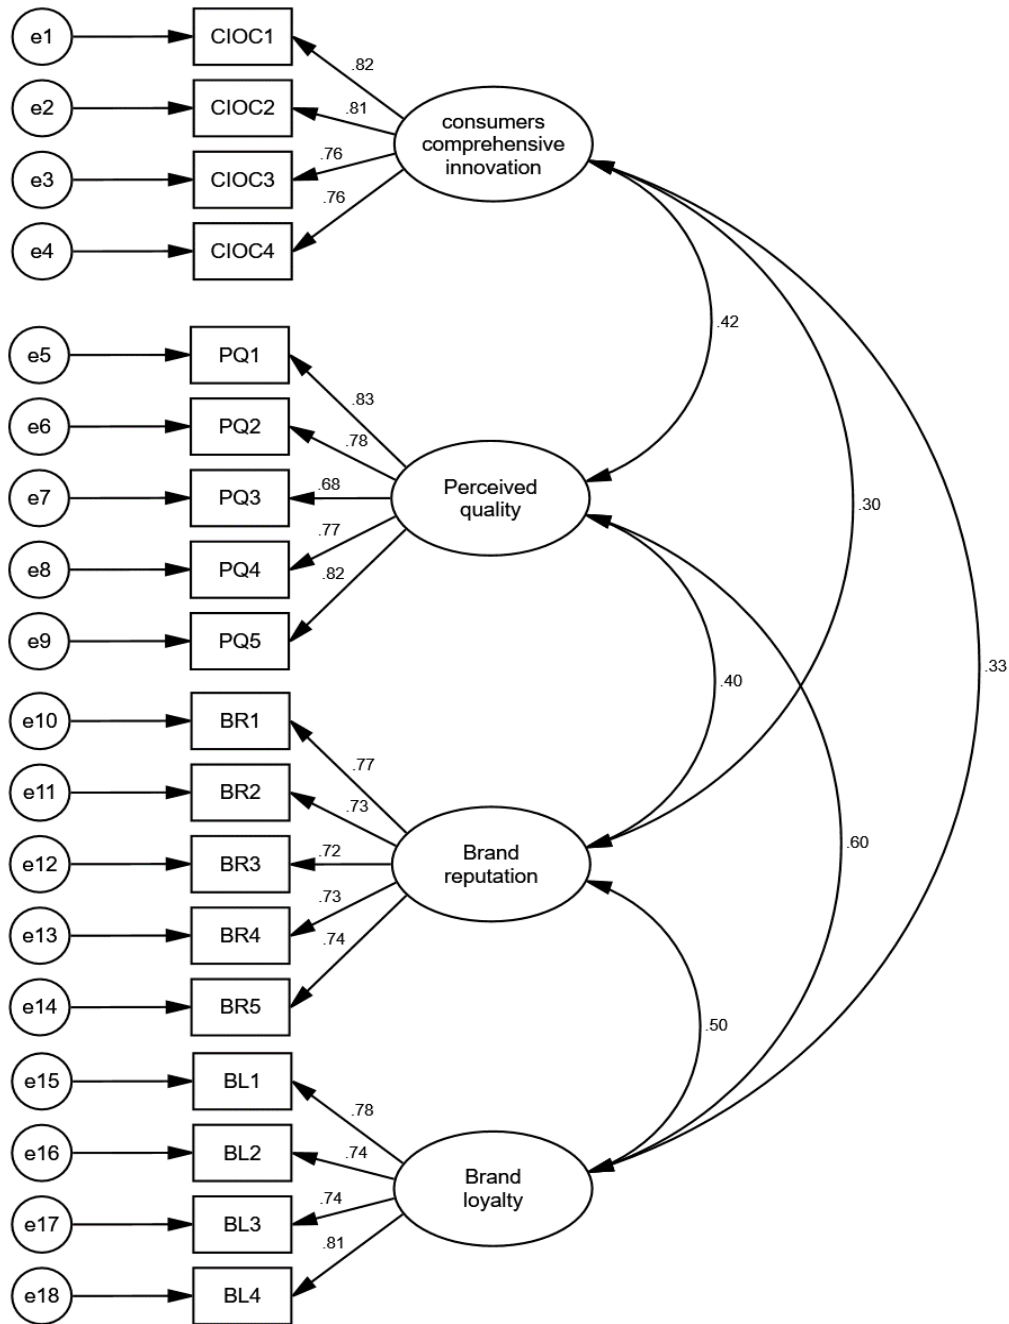 e1
CIOC1
.82
e2
CIOC2
.81
consumers
comprehensive
innovation
e3
CIOC3
.76
e4
CIOC4
.76
.42
e5
PQ1
.83
e6
PQ2
.78
e7
PQ3
.68
Perceived
quality
.30
e8
PQ4
.77
e9
PQ5
.82
.33
.40
e10
BR1
.77
e11
BR2
.73
.60
e12
BR3
.72
Brand
reputation
e13
BR4
.73
e14
BR5
.74
.50
e15
BL1
.78
e16
BL2
.74
Brand
loyalty
e17
BL3
.74
e18
BL4
.81